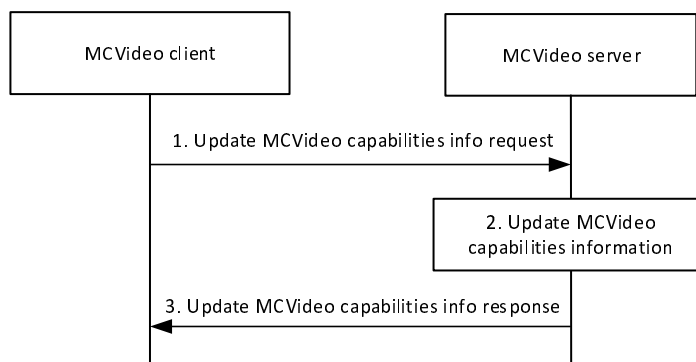 MCVideo client
MCVideo server
1. Update MCVideo capabilities info request
2. Update MCVideo
capabilities information
3. Update MCVideo capabilities info response